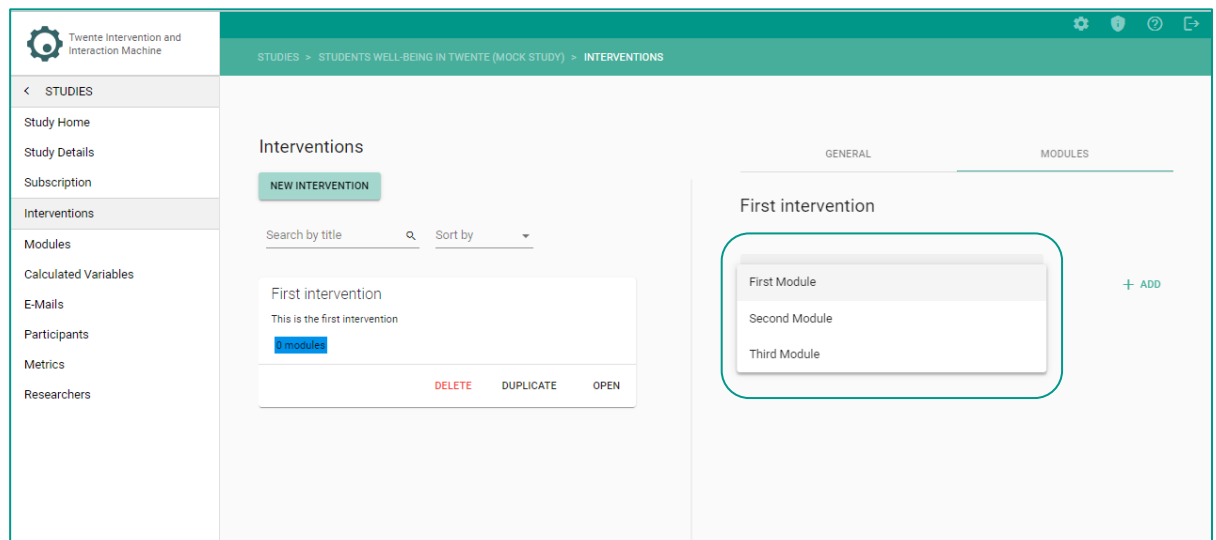 Twente Intervention and
Interaction Machine
STUDIES > STUDENTS WELL-BEING IN TWENTE (MOCK STUDY) > INTERVENTIONS
< STUDIES
Study Home
Study Details
Subscription
Interventions
Modules
Calculated Variables
E-Mails
Participants
Metrics
Researchers
Interventions
NEW INTERVENTION
Search by title
Sort by
First intervention
This is the first intervention
0 modules
DELETE DUPLICATE OPEN
GENERAL MODULES
First intervention
First Module
Second Module
Third Module
+ ADD